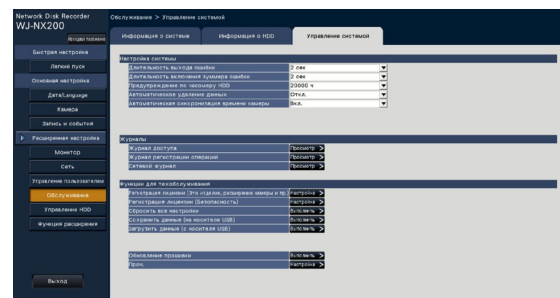 Network Disk Recorder
WJ-NX200
Быстрая настройка
Легкий пуск
Основная настройка
Дата/Language
Камера
Запись и события
Расширенная настройка
Монитор
Сеть
Управление пользователем
Обслуживание
Управление HDD
Функция расширения
Выход
Обслуживание > Управление системой
Информация о системе
Информация о HDD
Управление системой
Настройка системы
Длительность выхода ошибки 2 сек
Длительность включения зуммера ошибки 2 сек
Предупреждение по часомеру HDD 20000 ч
Автоматическое удаление данных Откл.
Автоматическая синхронизация времени камеры Вкл.
Журналы
Журнал доступа Просмотр >
Журнал регистрации операций Просмотр >
Сетевой журнал Просмотр >
Функции для техобслуживания
Регистрация лицензии (Это изделие, расширение камеры и пр.) Настройка >
Регистрация лицензии (Безопасность) Настройка >
Сбросить все настройки Выполнить >
Сохранить данные (на носителе USB) Выполнить >
Загрузить данные (с носителя USB) Выполнить >
Обновление прошивки Выполнить >
Проч. Настройка >